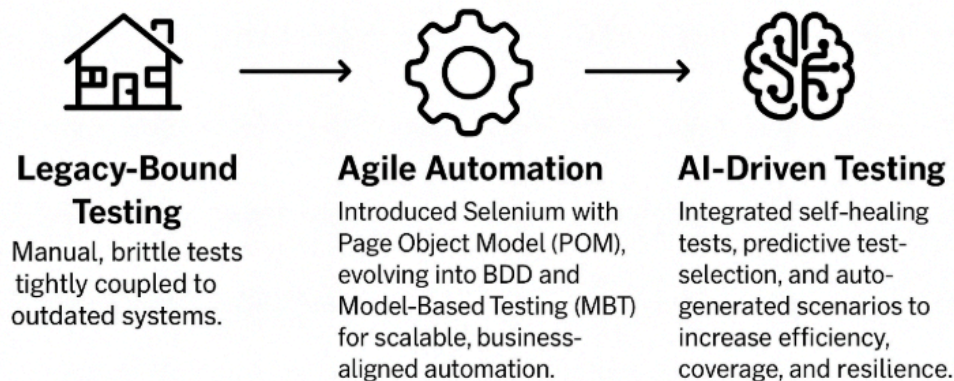 Legacy-Bound
Testing
Manual, brittle tests
tightly coupled to
outdated systems.
Agile Automation
Introduced Selenium with
Page Object Model (POM),
evolving into BDD and
Model-Based Testing (MBT)
for scalable, business-
aligned automation.
AI-Driven Testing
Integrated self-healing
tests, predictive test-
selection, and auto-
generated scenarios to
increase efficiency,
coverage, and resilience.